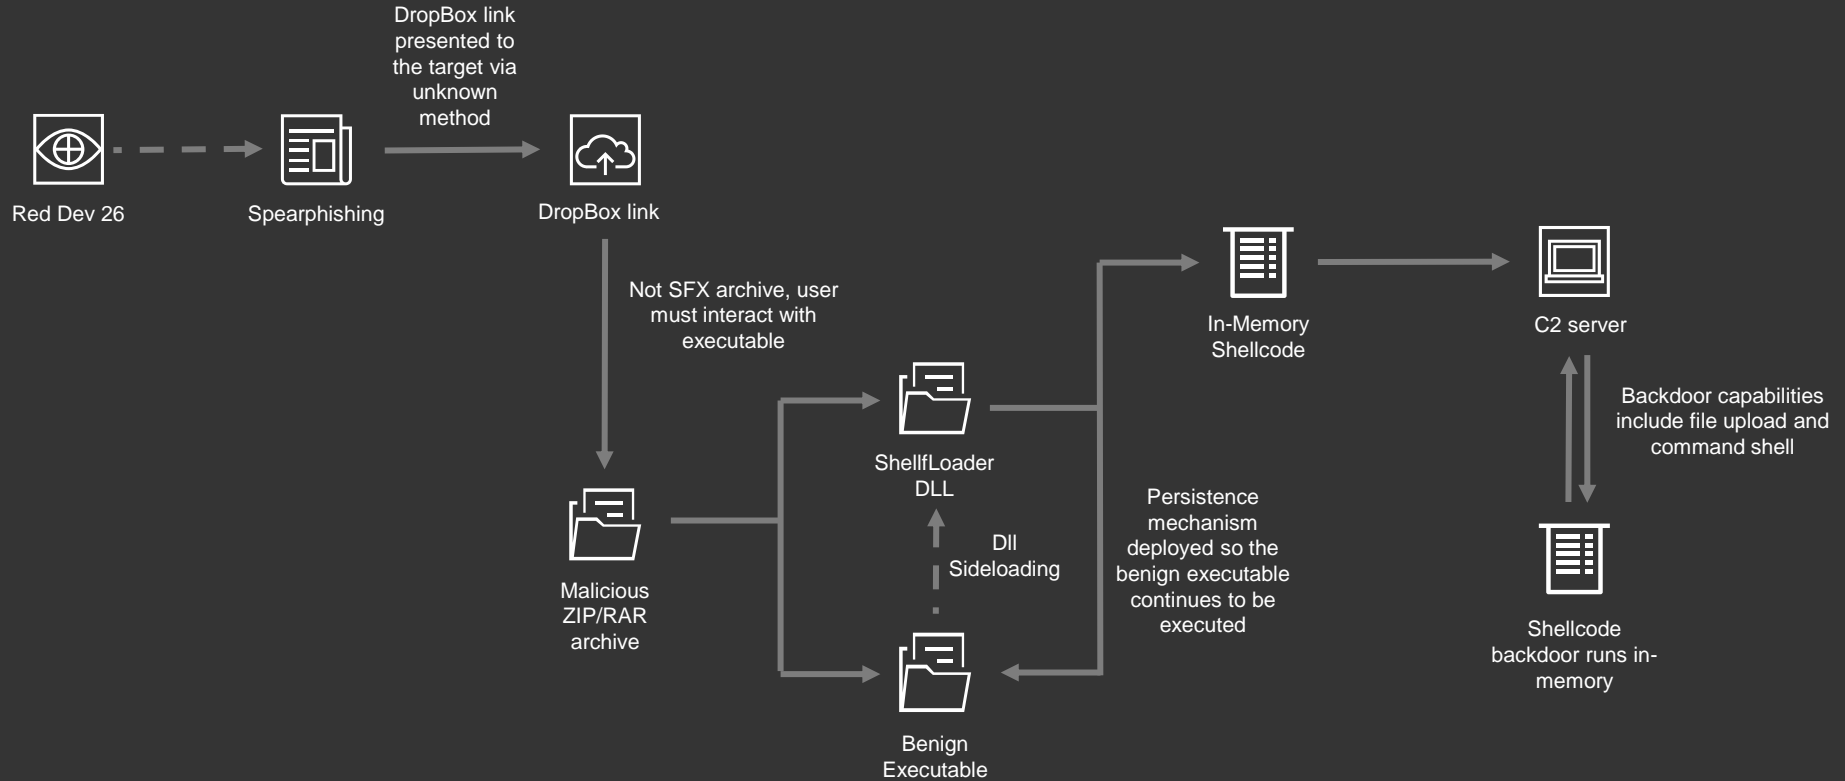 DropBox link
presented to
the target via
unknown
method
Red Dev 26
Spearphishing
DropBox link
Not SFX archive, user
must interact with
executable
In-Memory
Shellcode
C2 server
Backdoor capabilities
include file upload and
command shell
ShellfLoader
DLL
Persistence
mechanism
deployed so the
benign executable
continues to be
executed
Dll
Sideloading
Malicious
ZIP/RAR
archive
Shellcode
backdoor runs in-
memory
Benign
Executable